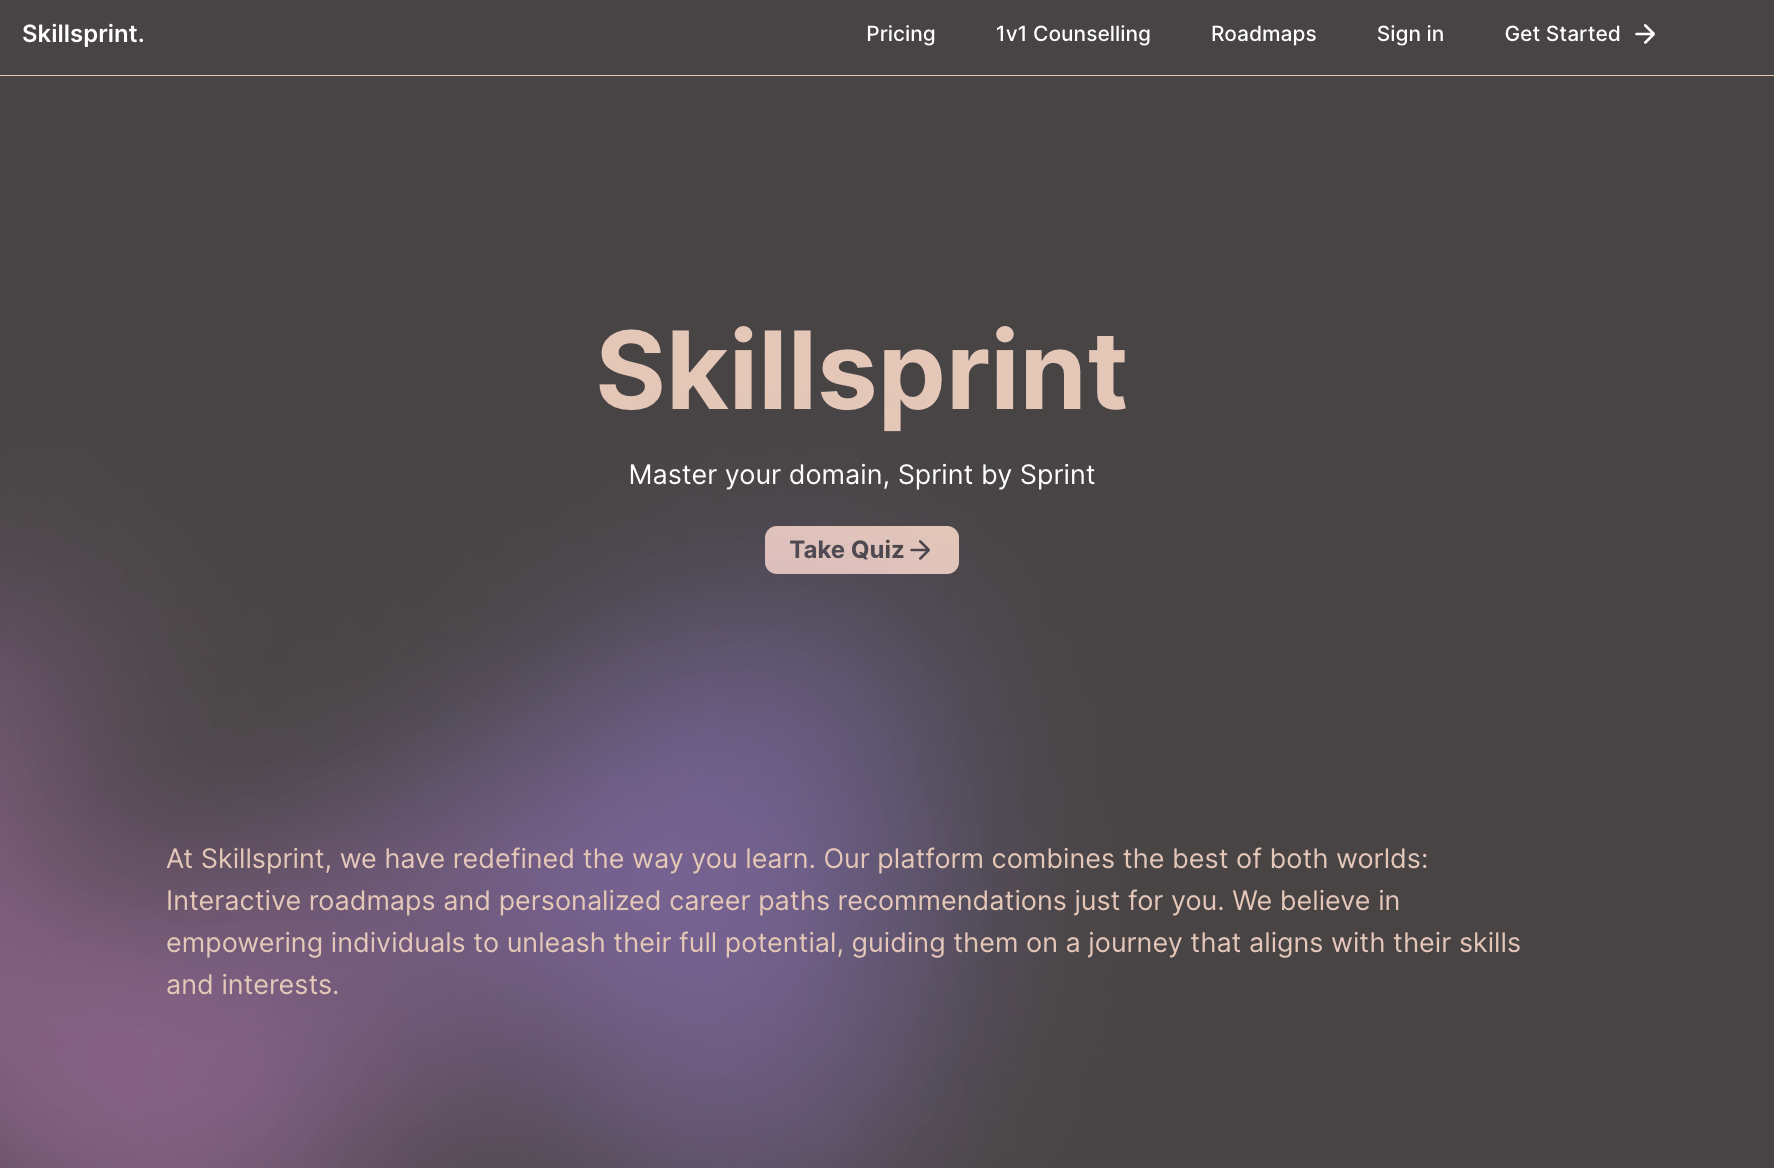 Skillsprint.
Pricing
1v1 Counselling
Roadmaps
Sign in
Get Started
Skillsprint
Master your domain, Sprint by Sprint
Take Quiz
At Skillsprint, we have redefined the way you learn. Our platform combines the best of both worlds:
Interactive roadmaps and personalized career paths recommendations just for you. We believe in
empowering individuals to unleash their full potential, guiding them on a journey that aligns with their skills
and interests.